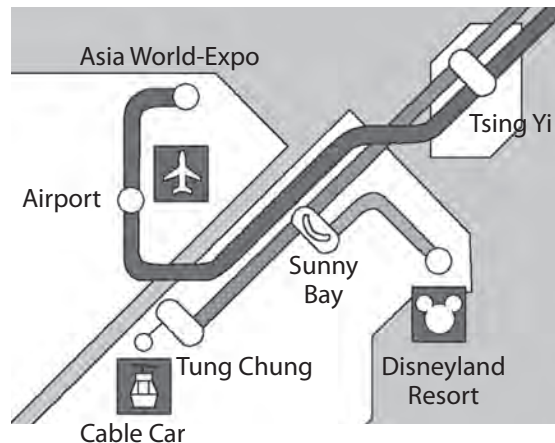 Asia World-Expo
Tsing Yi
Airport
Sunny
Bay
Tung Chung
Disneyland
Resort
Cable Car